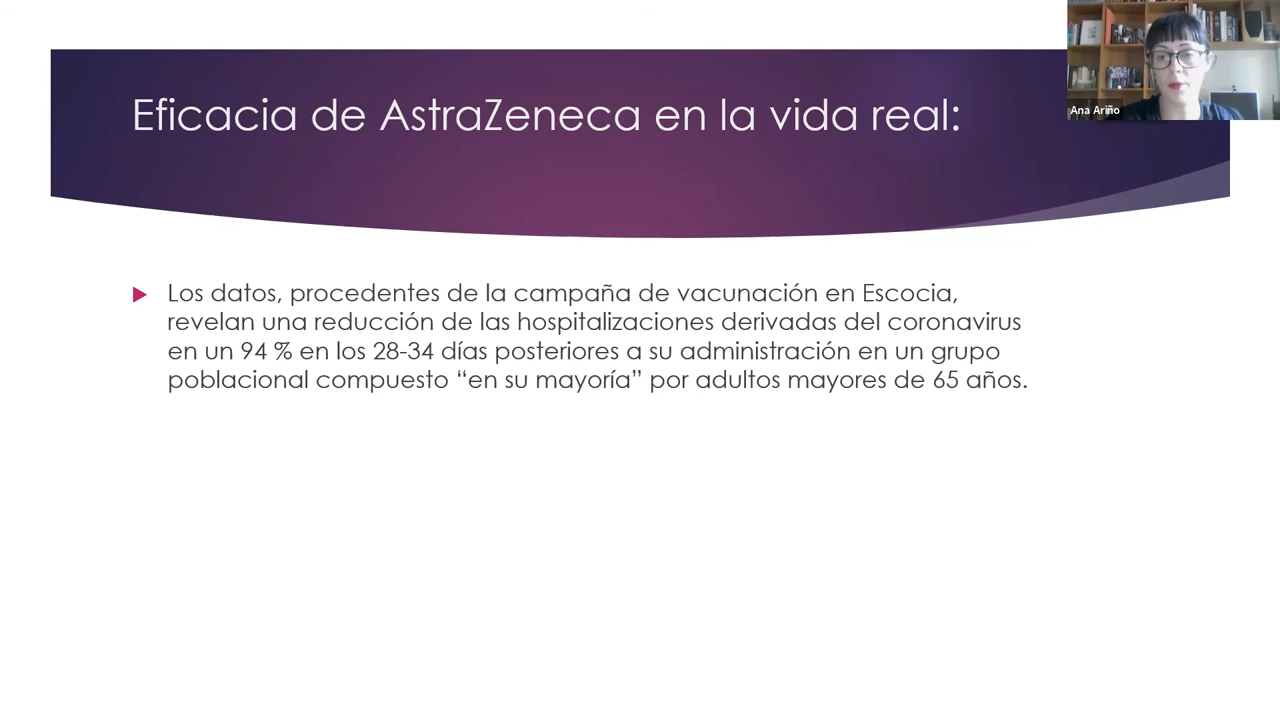 Eficacia de AstraZeneca en la vida real:
Ana Ariño
Los datos, procedentes de la campaña de vacunación en Escocia,
revelan una reducción de las hospitalizaciones derivadas del coronavirus
en un 94 % en los 28-34 días posteriores a su administración en un grupo
poblacional compuesto “en su mayoría” por adultos mayores de 65 años.